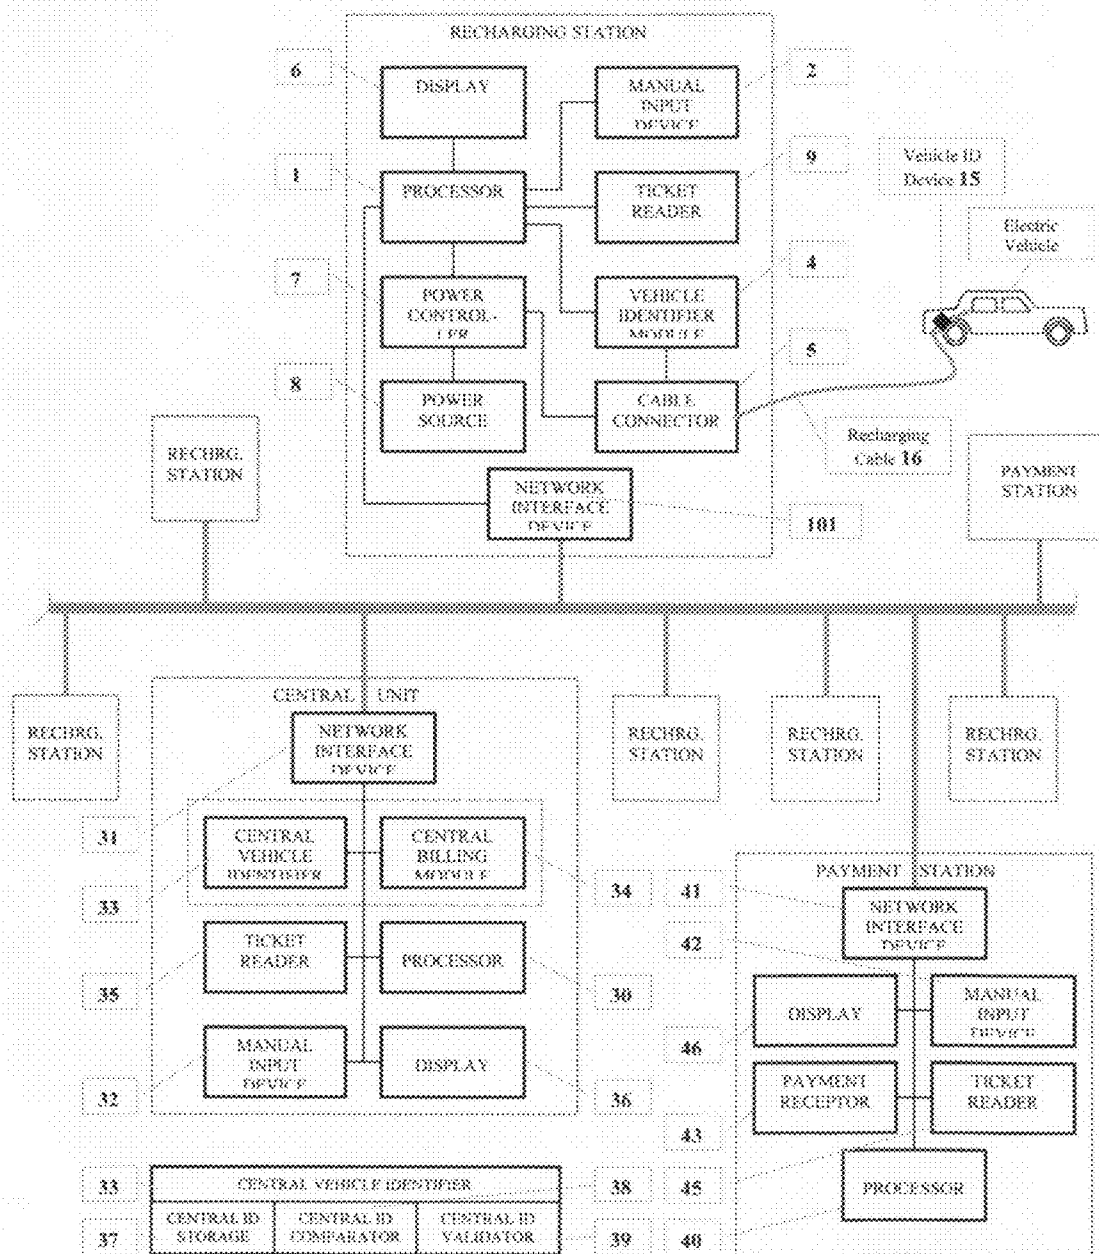 RECHARGING STATION
6
DISPLAY
MANUAL
INPUT
DEVICE
2
1
PROCESSOR
TICKET
READER
9
Vehicle ID
Device 15
Electric
Vehicle
7
POWER
CONTROL-
LER
VEHICLE
IDENTIFIER
MODULE
4
8
POWER
SOURCE
CABLE
CONNECTOR
5
Recharging
Cable 16
RECHRG.
STATION
NETWORK
INTERFACE
DEVICE
101
PAYMENT
STATION
RECHRG.
STATION
CENTRAL UNIT
NETWORK
INTERFACE
DEVICE
RECHRG.
STATION
RECHRG.
STATION
RECHRG.
STATION
31
CENTRAL
VEHICLE
IDENTIFIER
CENTRAL
BILLING
MODULE
33
34
41
PAYMENT STATION
NETWORK
INTERFACE
DEVICE
42
TICKET
READER
PROCESSOR
35
30
DISPLAY
MANUAL
INPUT
DEVICE
46
MANUAL
INPUT
DEVICE
DISPLAY
32
36
PAYMENT
RECEPTOR
TICKET
READER
43
33
CENTRAL VEHICLE IDENTIFIER
38
45
PROCESSOR
37
CENTRAL ID
STORAGE
CENTRAL ID
COMPARATOR
CENTRAL ID
VALIDATOR
39
40